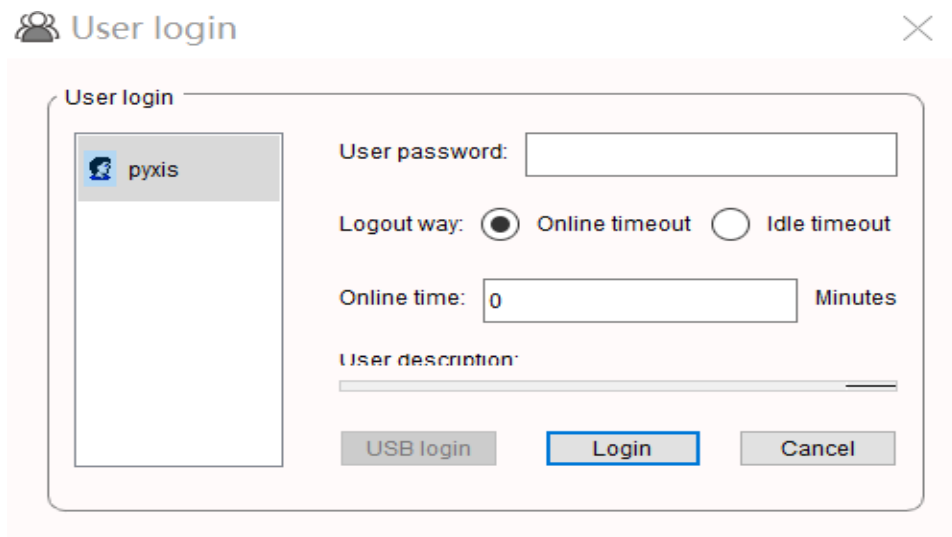 User login
User login
pyxis
User password:
Logout way: Online timeout Idle timeout
Online time: 0 Minutes
User description:
USB login Login Cancel